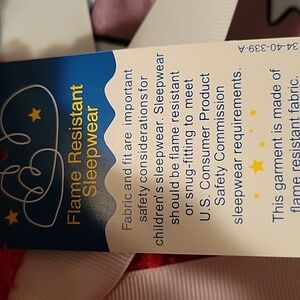 Flame Resistant
Sleepwear
Fabric and fit are important
safety considerations for
children's sleepwear. Sleepwear
should be flame resistant
or snug-fitting to meet
U.S. Consumer Product
Safety Commission
sleepwear requirements.
This garment is made of
flame resistant fabric.
34-40-339-A